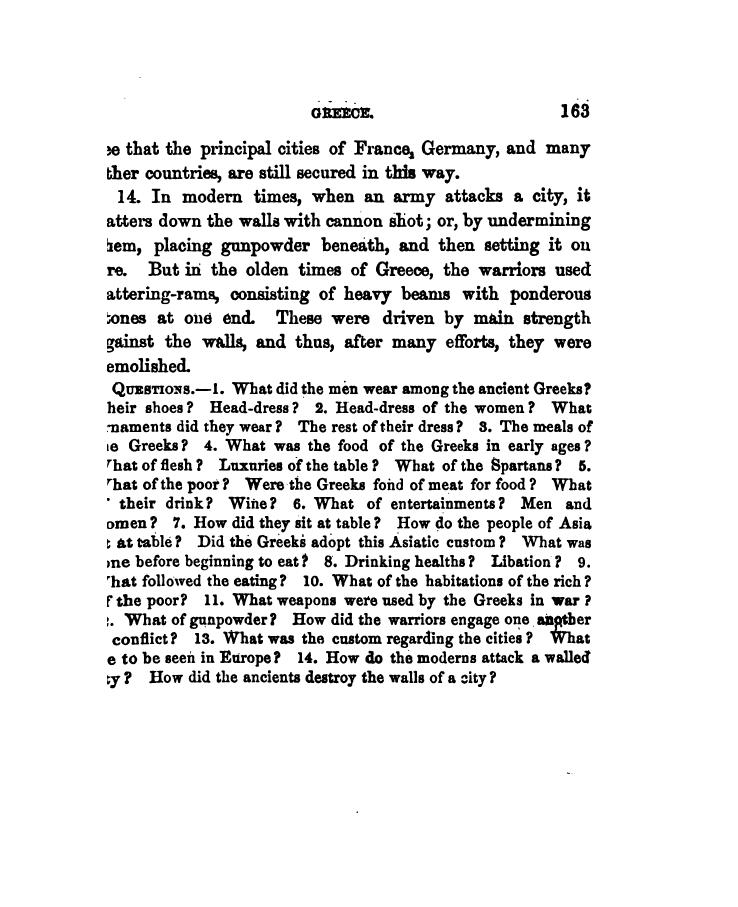 GREECE. 163
e that the principal cities of France, Germany, and many
ther countries, are still secured in this way.
14. In modern times, when an army attacks a city, it
atters down the walls with cannon shot; or, by undermining
hem, placing gunpowder beneath, and then setting it on
re. But in the olden times of Greece, the warriors used
attering-rams, consisting of heavy beams with ponderous
tones at one end. These were driven by main strength
gainst the walls, and thus, after many efforts, they were
emolished.
QUESTIONS.—1. What did the men wear among the ancient Greeks?
heir shoes? Head-dress? 2. Head-dress of the women? What
rnaments did they wear? The rest of their dress? 3. The meals of
e Greeks? 4. What was the food of the Greeks in early ages?
hat of flesh? Luxuries of the table? What of the Spartans? 5.
hat of the poor? Were the Greeks fond of meat for food? What
their drink? Wine? 6. What of entertainments? Men and
omen? 7. How did they sit at table? How do the people of Asia
t at table? Did the Greeks adopt this Asiatic custom? What was
ne before beginning to eat? 8. Drinking healths? Libation? 9.
hat followed the eating? 10. What of the habitations of the rich?
f the poor? 11. What weapons were used by the Greeks in war?
. What of gunpowder? How did the warriors engage one another
conflict? 13. What was the custom regarding the cities? What
e to be seen in Europe? 14. How do the moderns attack a walled
ty? How did the ancients destroy the walls of a city?